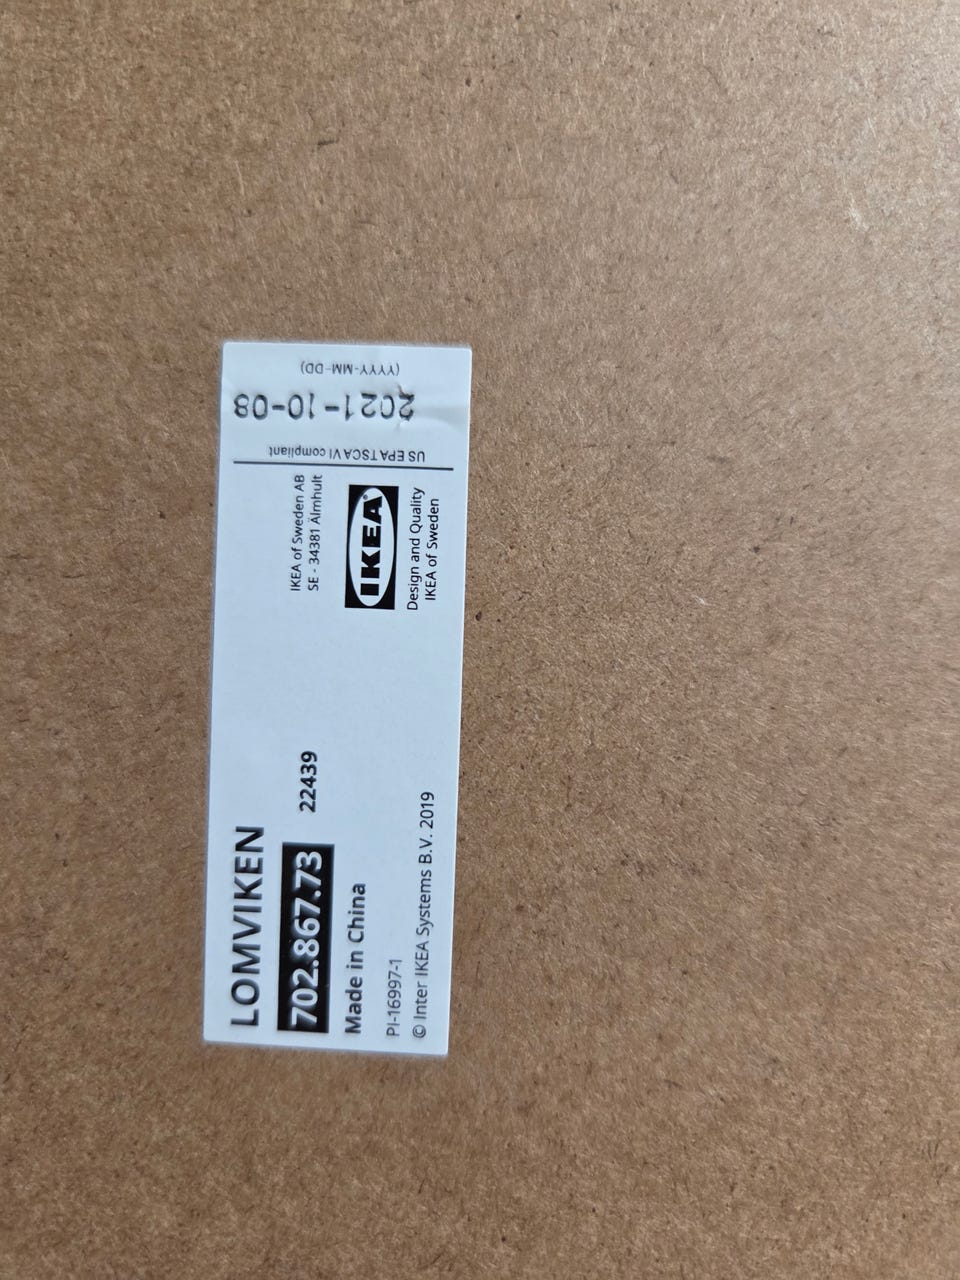 LOMVIKEN
702.867.73 22439
Made in China
PI-16997-1
© Inter IKEA Systems B.V. 2019
IKEA of Sweden AB
SE - 34381 Älmhult
IKEA®
Design and Quality
IKEA of Sweden
US EPA TSCA VI compliant
2021-10-08
(YYYY-MM-DD)